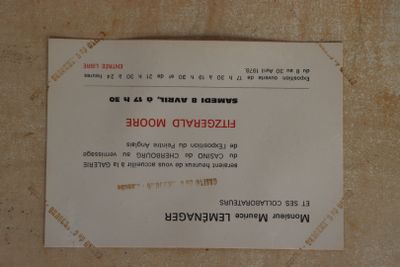 Monsieur Maurice LEMÉNAGER
ET SES COLLABORATEURS
seraient heureux de vous accueillir à la GALERIE
du CASINO de CHERBOURG au vernissage
de l'Exposition du Peintre Anglais
FITZGERALD MOORE
SAMEDI 8 AVRIL, à 17 h 30
Exposition ouverte de 17 h 30 à 19 h 30 et de 21 h 30 à 24 heures
du 8 au 30 Avril 1978. ENTRÉE LIBRE